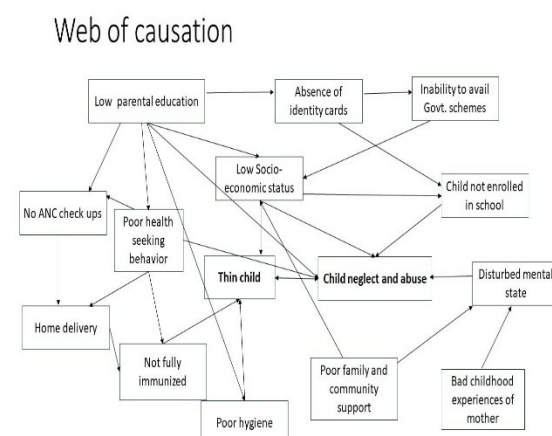 Web of causation
Low parental education
Absence of
identity cards
Inability to avail
Govt. schemes
Low Socio-
economic status
Child not enrolled
in school
No ANC check ups
Poor health
seeking
behavior
Thin child
Child neglect and abuse
Disturbed mental
state
Home delivery
Not fully
immunized
Poor family and
community
support
Bad childhood
experiences of
mother
Poor hygiene